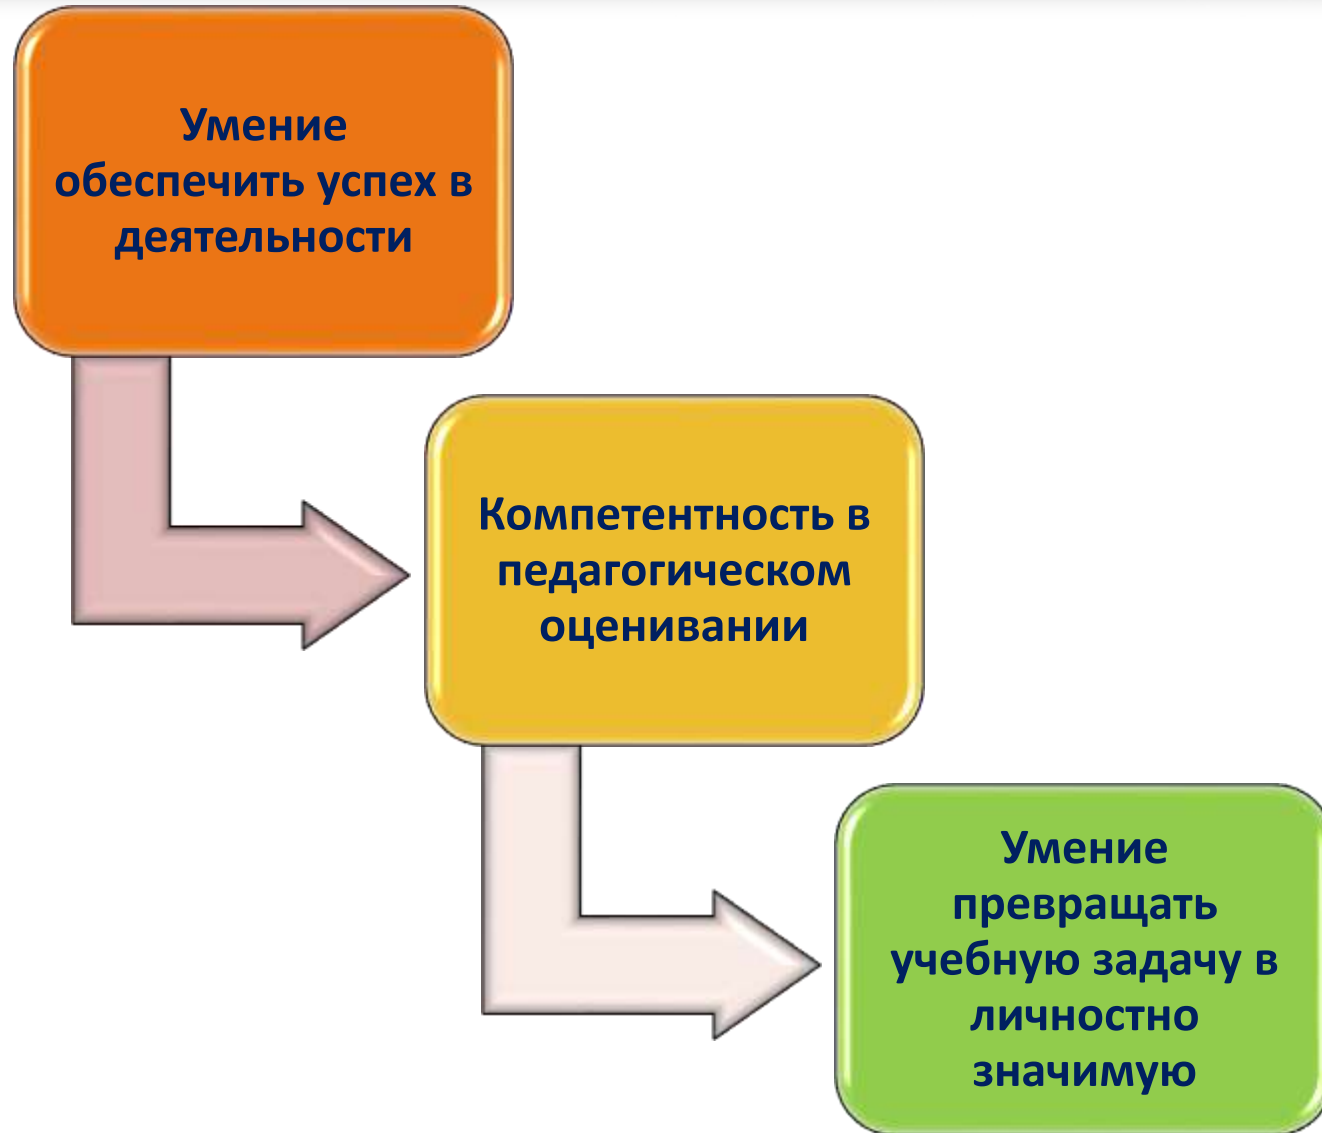 Умение
обеспечить успех в
деятельности
Компетентность в
педагогическом
оценивании
Умение
превращать
учебную задачу в
личностно
значимую